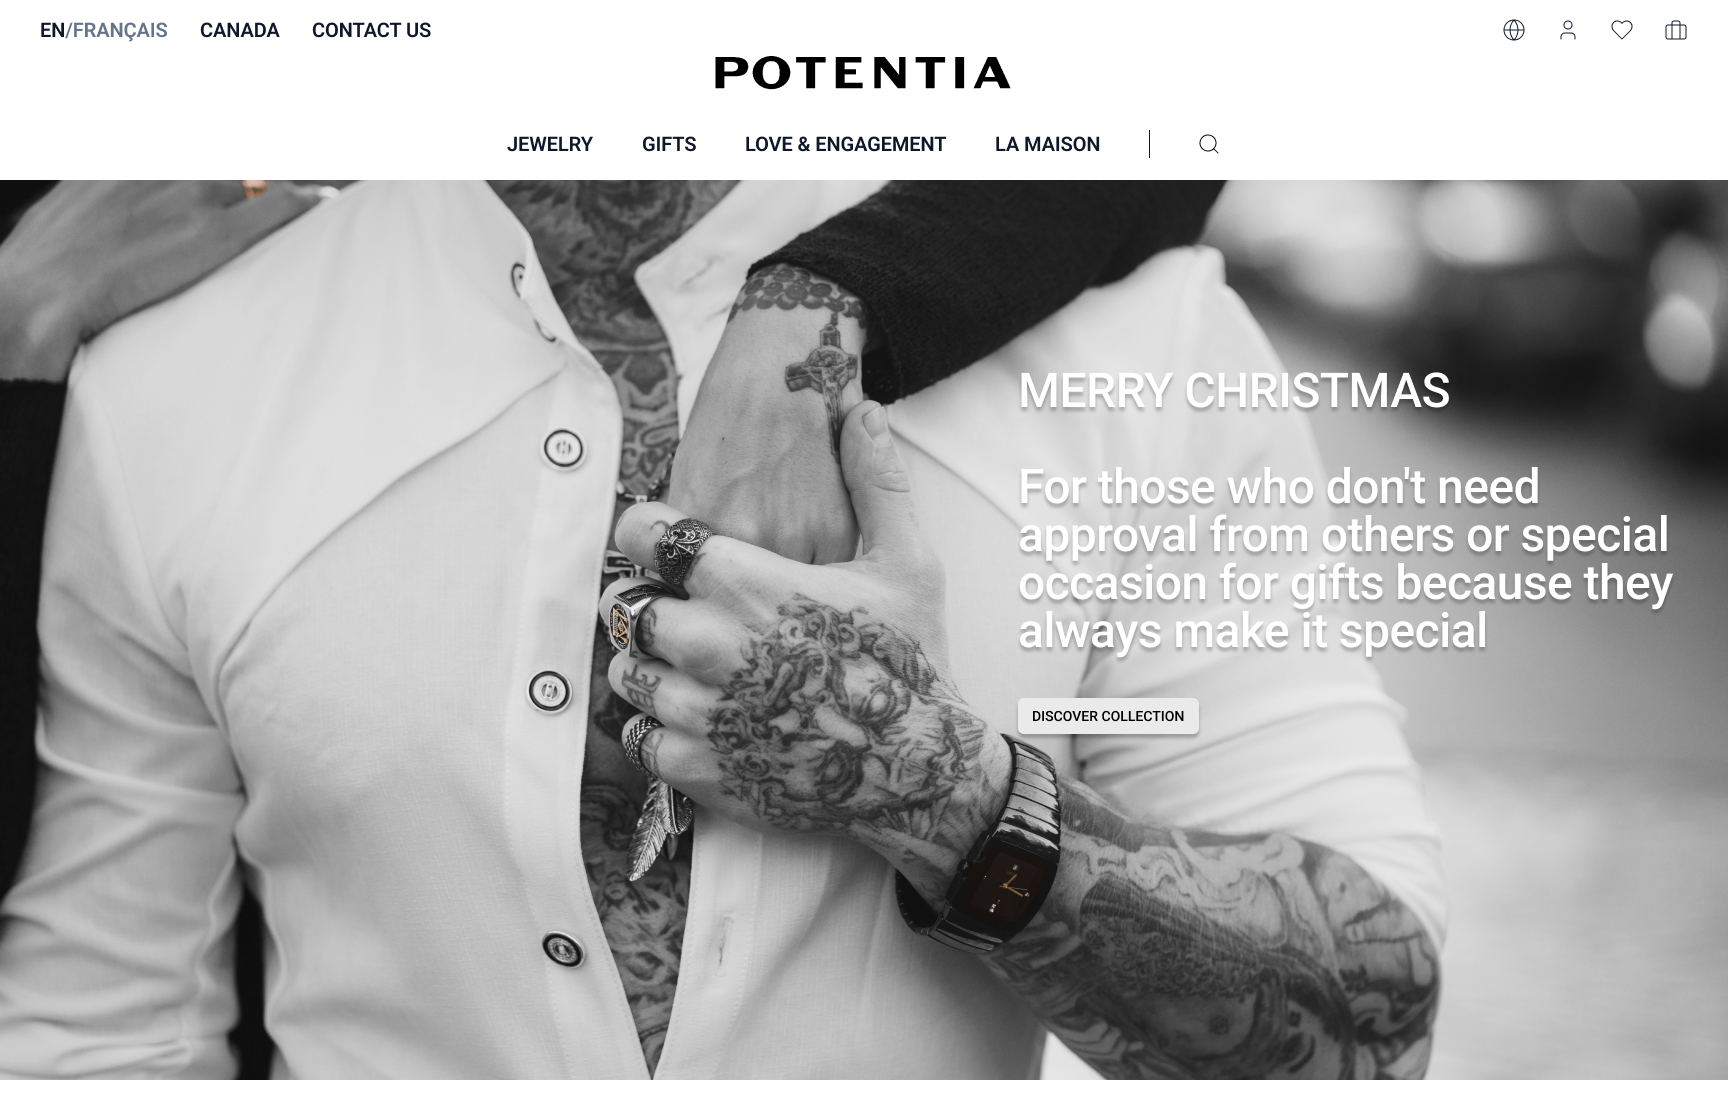 EN/FRANÇAIS CANADA CONTACT US
POTENTIA
JEWELRY GIFTS LOVE & ENGAGEMENT LA MAISON
MERRY CHRISTMAS
For those who don't need
approval from others or special
occasion for gifts because they
always make it special
DISCOVER COLLECTION